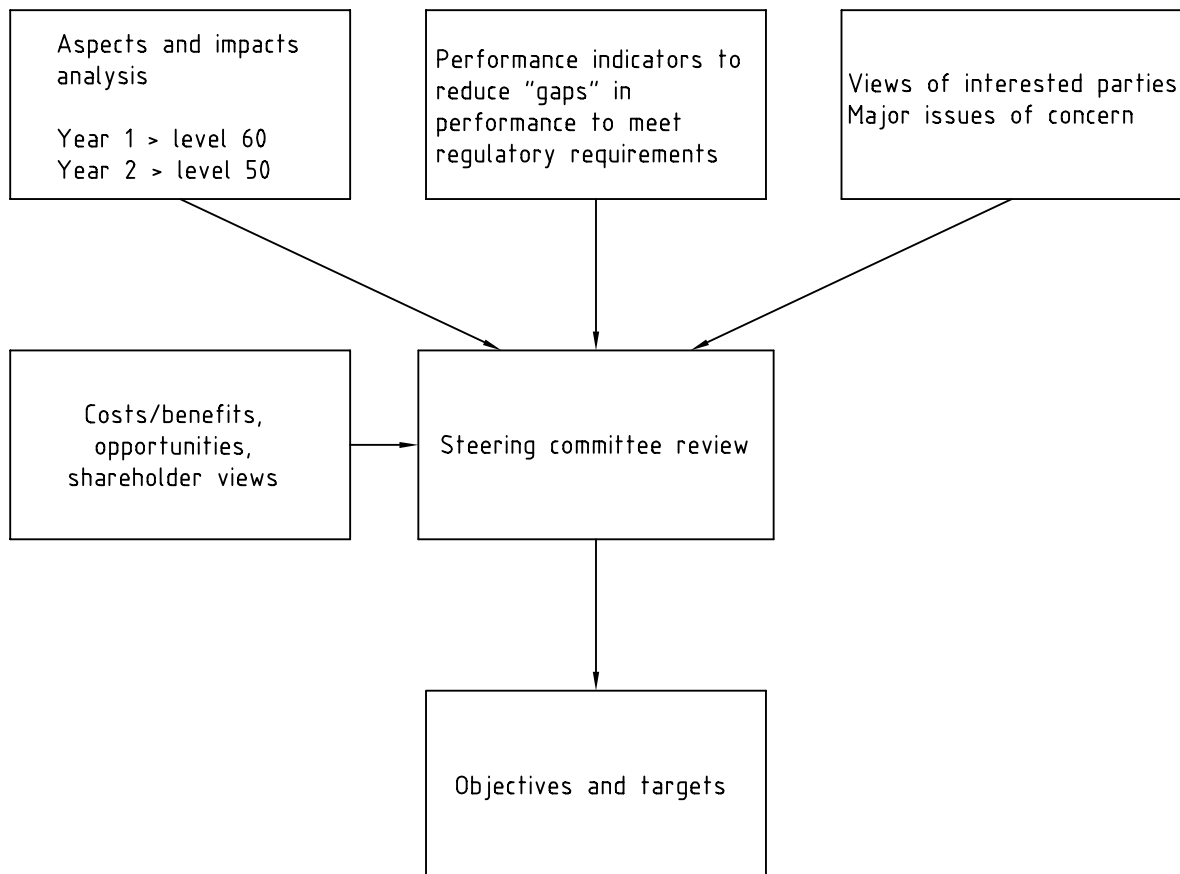 Aspects and impacts
analysis
Year 1 > level 60
Year 2 > level 50
Performance indicators to
reduce "gaps" in
performance to meet
regulatory requirements
Views of interested parties
Major issues of concern
Costs/benefits,
opportunities,
shareholder views
Steering committee review
Objectives and targets